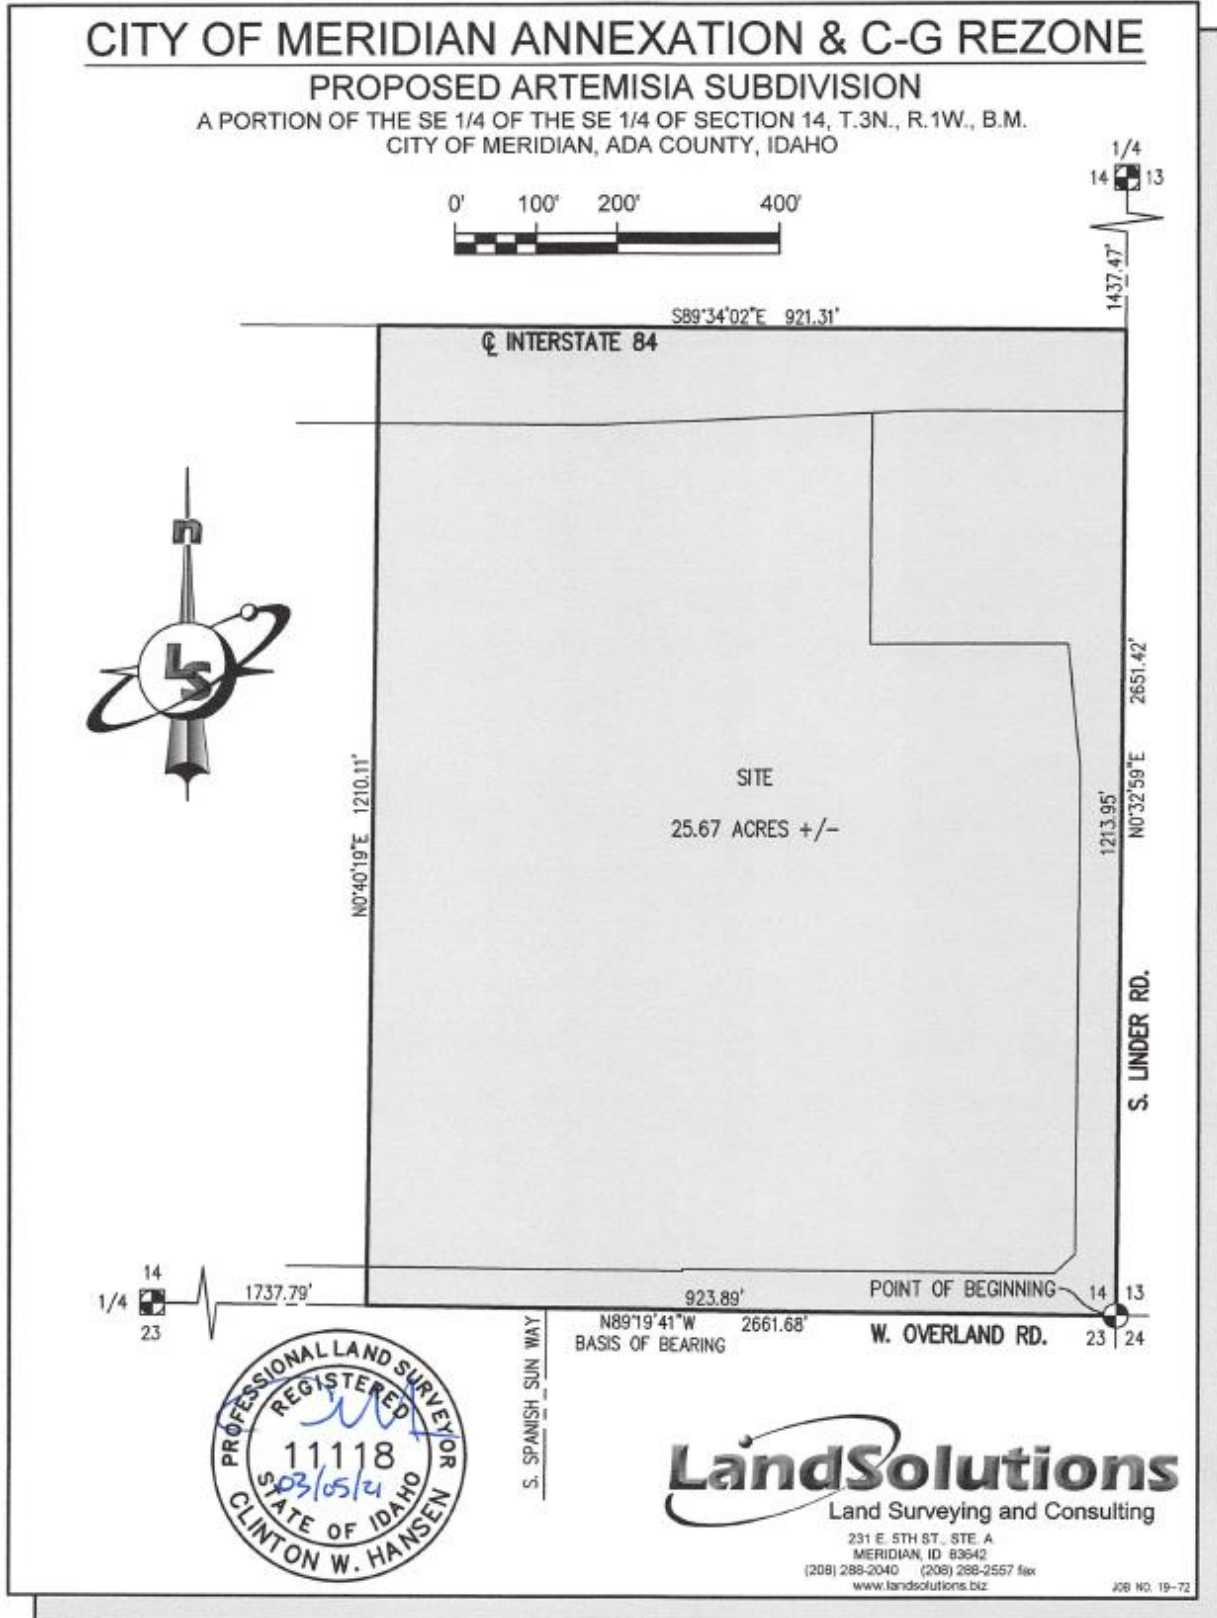 CITY OF MERIDIAN ANNEXATION & C-G REZONE
PROPOSED ARTEMISIA SUBDIVISION
A PORTION OF THE SE 1/4 OF THE SE 1/4 OF SECTION 14, T.3N., R.1W., B.M.
CITY OF MERIDIAN, ADA COUNTY, IDAHO
1/4
14 13
0' 100' 200' 400'
1437.47'
S89°34'02"E 921.31'
℄ INTERSTATE 84
n
LS
2651.42'
N0°32'59"E
1213.95'
SITE
25.67 ACRES +/-
N0°40'19"E 1210.11'
S. LINDER RD.
14
1/4
23
1737.79'
923.89'
POINT OF BEGINNING
14 13
23 24
N89°19'41"W 2661.68'
BASIS OF BEARING
W. OVERLAND RD.
S. SPANISH SUN WAY
PROFESSIONAL LAND SURVEYOR
REGISTERED
11118
03/05/21
STATE OF IDAHO
CLINTON W. HANSEN
LandSolutions
Land Surveying and Consulting
231 E. 5TH ST., STE. A
MERIDIAN, ID 83642
(208) 288-2040 (208) 288-2557 fax
www.landsolutions.biz
JOB NO. 19-72